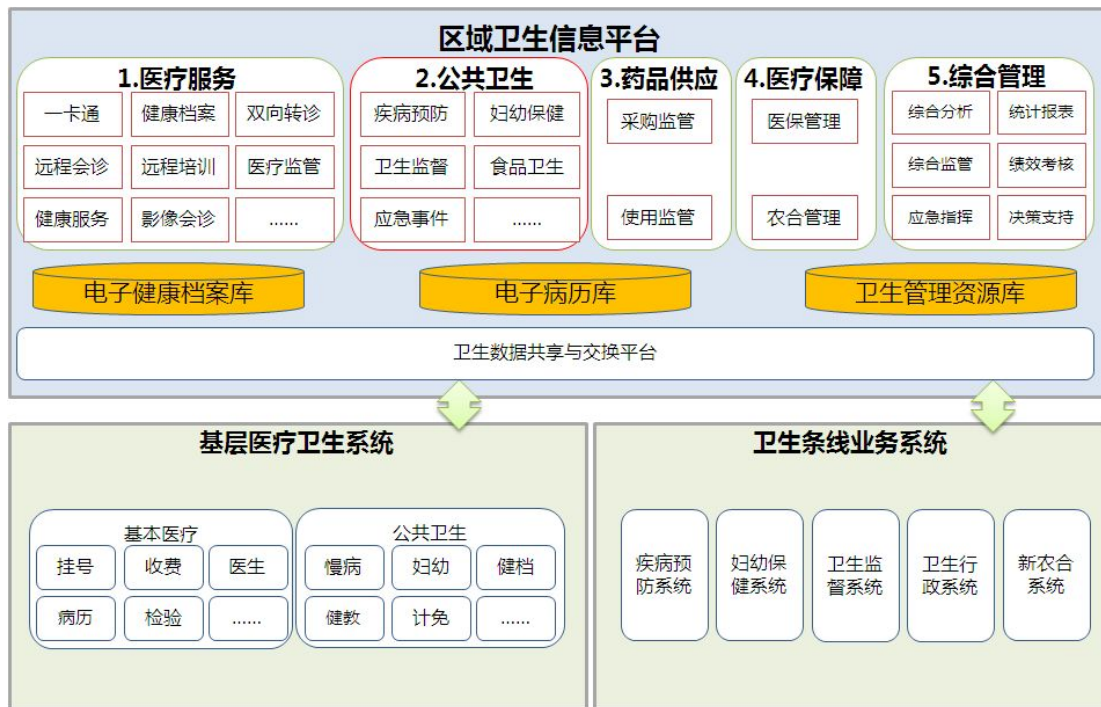 区域卫生信息平台
1.医疗服务
一卡通
健康档案
双向转诊
远程会诊
远程培训
医疗监管
健康服务
影像会诊
......
2.公共卫生
疾病预防
妇幼保健
卫生监督
食品卫生
应急事件
......
3.药品供应
采购监管
使用监管
4.医疗保障
医保管理
农合管理
5.综合管理
综合分析
统计报表
综合监管
绩效考核
应急指挥
决策支持
电子健康档案库
电子病历库
卫生管理资源库
卫生数据共享与交换平台
基层医疗卫生系统
基本医疗
挂号
收费
医生
病历
检验
......
公共卫生
慢病
妇幼
健档
健教
计免
......
卫生条线业务系统
疾病预
防系统
妇幼保
健系统
卫生监
督系统
卫生行
政系统
新农合
系统